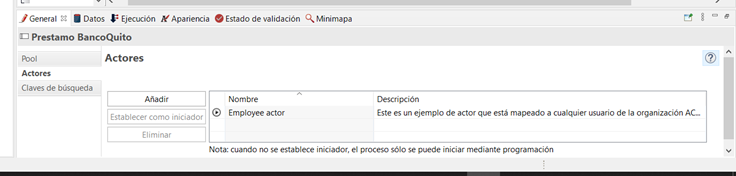 General Datos Ejecución Apariencia Estado de validación Minimapa
Prestamo BancoQuito
Pool
Actores
Claves de búsqueda
Actores
Añadir
Establecer como iniciador
Eliminar
Nombre Descripción
Employee actor Este es un ejemplo de actor que está mapeado a cualquier usuario de la organización AC...
Nota: cuando no se establece iniciador, el proceso sólo se puede iniciar mediante programación